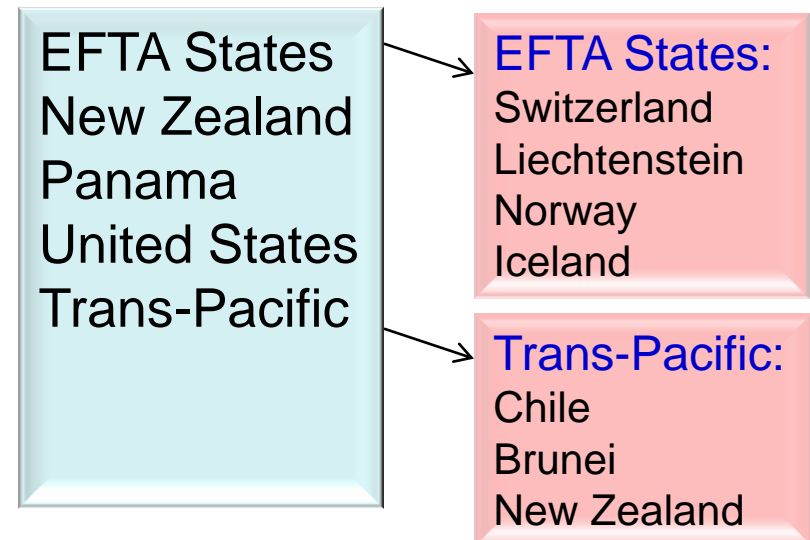 EFTA States
New Zealand
Panama
United States
Trans-Pacific
EFTA States:
Switzerland
Liechtenstein
Norway
Iceland
Trans-Pacific:
Chile
Brunei
New Zealand